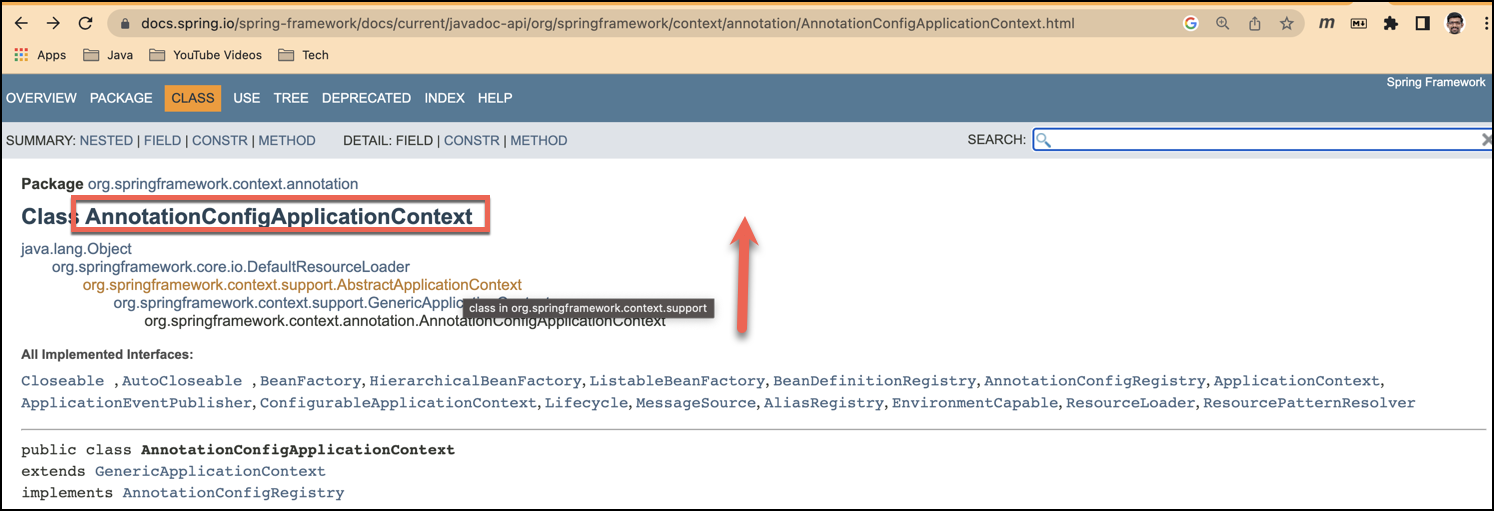 docs.spring.io/spring-framework/docs/current/javadoc-api/org/springframework/context/annotation/AnnotationConfigApplicationContext.html
Apps Java YouTube Videos Tech
Spring Framework
OVERVIEW PACKAGE CLASS USE TREE DEPRECATED INDEX HELP
SUMMARY: NESTED | FIELD | CONSTR | METHOD DETAIL: FIELD | CONSTR | METHOD SEARCH:
Package org.springframework.context.annotation
Class AnnotationConfigApplicationContext
java.lang.Object
org.springframework.core.io.DefaultResourceLoader
org.springframework.context.support.AbstractApplicationContext
org.springframework.context.support.GenericApplicationContext
class in org.springframework.context.support
org.springframework.context.annotation.AnnotationConfigApplicationContext
All Implemented Interfaces:
Closeable , AutoCloseable , BeanFactory, HierarchicalBeanFactory, ListableBeanFactory, BeanDefinitionRegistry, AnnotationConfigRegistry, ApplicationContext,
ApplicationEventPublisher, ConfigurableApplicationContext, Lifecycle, MessageSource, AliasRegistry, EnvironmentCapable, ResourceLoader, ResourcePatternResolver
public class AnnotationConfigApplicationContext
extends GenericApplicationContext
implements AnnotationConfigRegistry